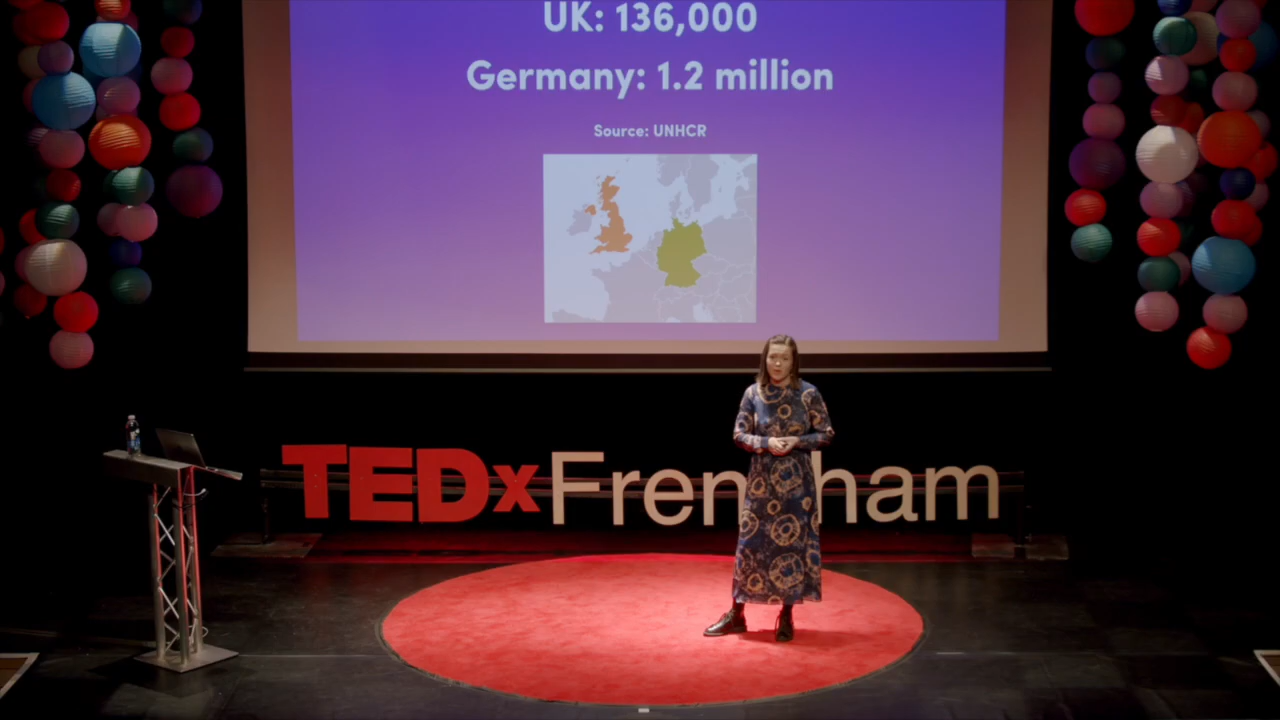 UK: 136,000
Germany: 1.2 million
Source: UNHCR
TEDxFren ham